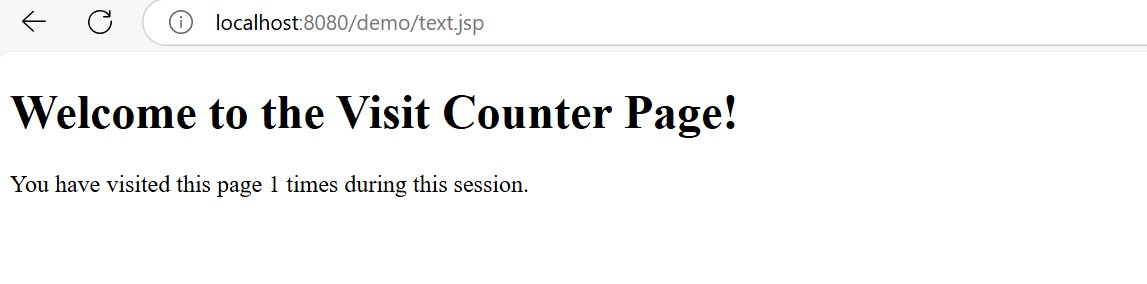 localhost:8080/demo/text.jsp
Welcome to the Visit Counter Page!
You have visited this page 1 times during this session.